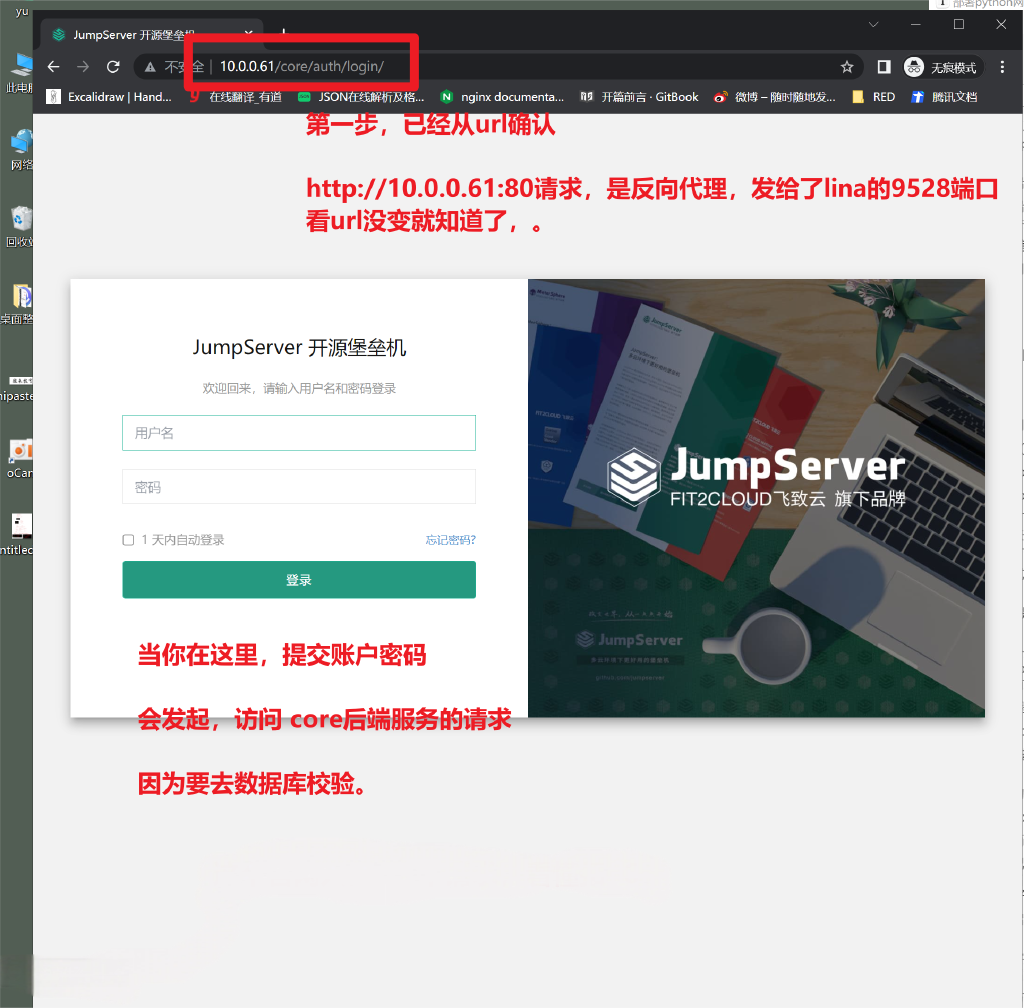 yu
部署python网
JumpServer 开源堡垒机
不安全 | 10.0.0.61/core/auth/login/
无痕模式
此电脑
Excalidraw | Hand...
在线翻译_有道
JSON在线解析及格...
nginx documenta...
开篇前言 · GitBook
微博 – 随时随地发...
RED
腾讯文档
第一步，已经从url确认
网络
http://10.0.0.61:80请求，是反向代理，发给了lina的9528端口
看url没变就知道了，。
回收站
桌面整
JumpServer 开源堡垒机
欢迎回来，请输入用户名和密码登录
nipaste
用户名
oCam
JumpServer
密码
FIT2CLOUD飞致云 旗下品牌
1 天内自动登录
忘记密码?
ntitled
登录
JumpServer
当你在这里，提交账户密码
会发起，访问 core后端服务的请求
因为要去数据库校验。